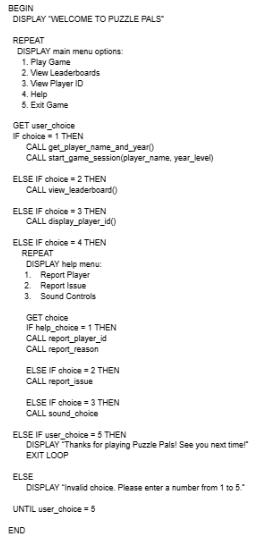 BEGIN
DISPLAY "WELCOME TO PUZZLE PALS"
REPEAT
DISPLAY main menu options:
1. Play Game
2. View Leaderboards
3. View Player ID
4. Help
5. Exit Game
GET user_choice
IF choice = 1 THEN
CALL get_player_name_and_year()
CALL start_game_session(player_name, year_level)
ELSE IF choice = 2 THEN
CALL view_leaderboard()
ELSE IF choice = 3 THEN
CALL display_player_id()
ELSE IF choice = 4 THEN
REPEAT
DISPLAY help menu:
1. Report Player
2. Report Issue
3. Sound Controls
GET choice
IF help_choice = 1 THEN
CALL report_player_id
CALL report_reason
ELSE IF choice = 2 THEN
CALL report_issue
ELSE IF choice = 3 THEN
CALL sound_choice
ELSE IF user_choice = 5 THEN
DISPLAY "Thanks for playing Puzzle Pals! See you next time!"
EXIT LOOP
ELSE
DISPLAY "Invalid choice. Please enter a number from 1 to 5."
UNTIL user_choice = 5
END